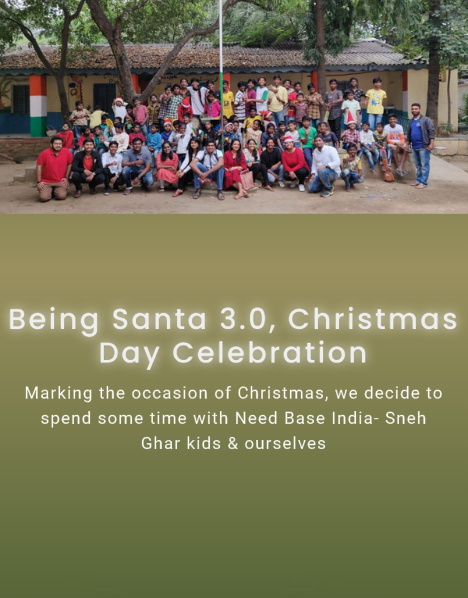 Being Santa 3.0, Christmas
Day Celebration
Marking the occasion of Christmas, we decide to
spend some time with Need Base India- Sneh
Ghar kids & ourselves